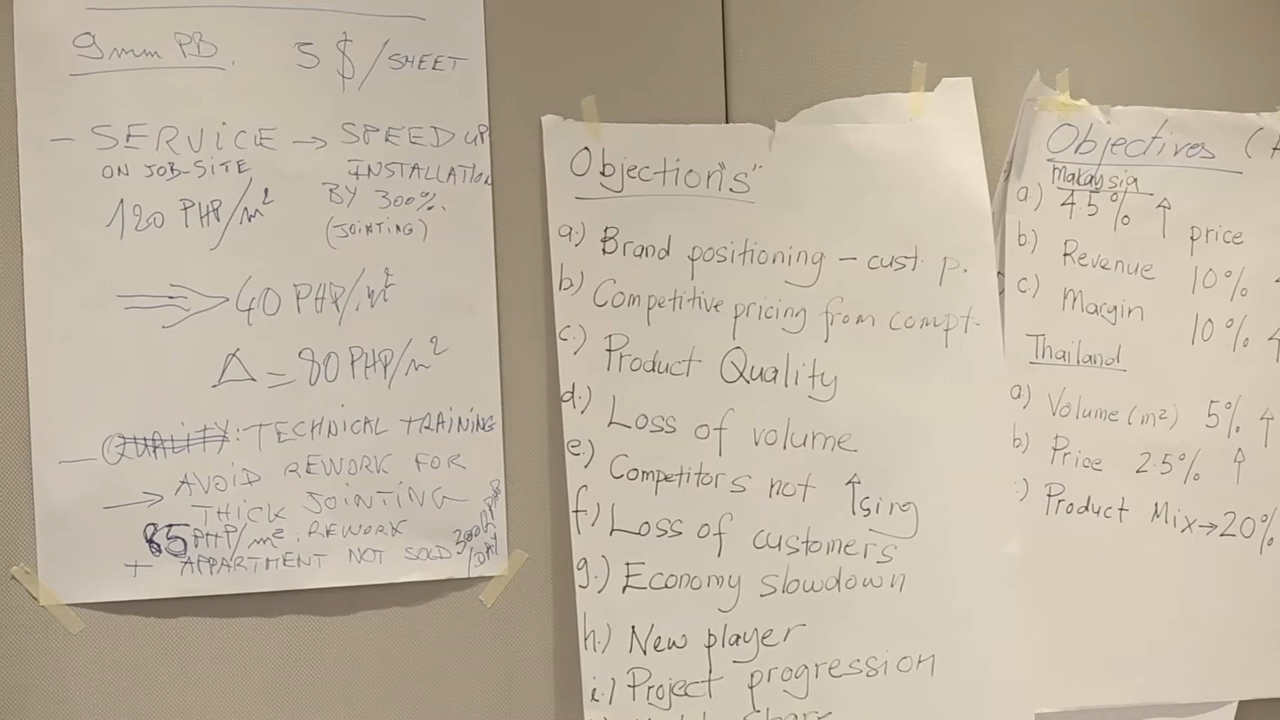 9mm PB. 5 $/SHEET
- SERVICE → SPEED UP
ON JOB-SITE INSTALLATION
120 PHP/m² BY 300%.
(JOINTING)
⇒ 40 PHP/m²
Δ = 80 PHP/m²
- QUALITY: TECHNICAL TRAINING
→ AVOID REWORK FOR
THICK JOINTING
85 PHP/m² : REWORK
+ APPARTMENT NOT SOLD
/DAY
Objection"s"
a.) Brand positioning - cust. p.
b.) Competitive pricing from compt.
c.) Product Quality
d.) Loss of volume
e.) Competitors not ↑sing
f.) Loss of customers
g.) Economy slowdown
h.) New player
i.) Project progression
Share
Objectives (
Malaysia
a.) 4.5% ↑ price
b.) Revenue 10%
c.) Margin 10%
Thailand
a.) Volume (m²) 5% ↑
b.) Price 2.5% ↑
:) Product Mix → 20%